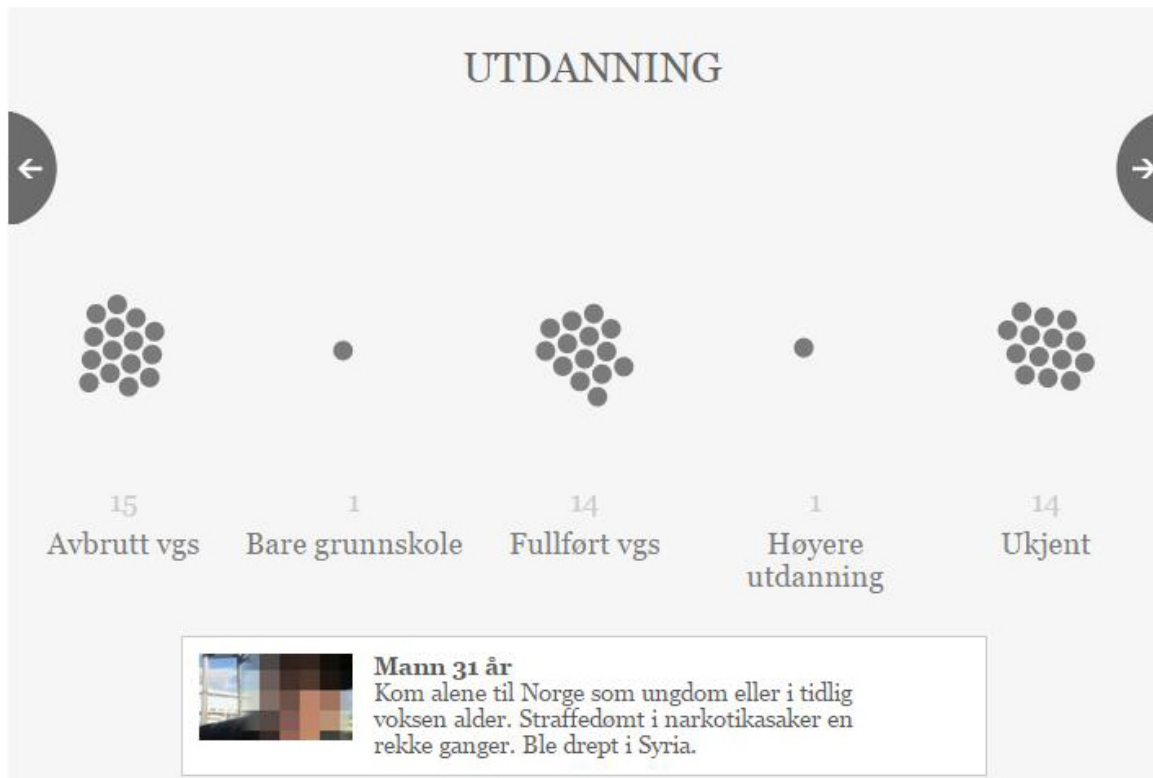 UTDANNING
15
Avbrutt vgs
1
Bare grunnskole
14
Fullført vgs
1
Høyere
utdanning
14
Ukjent
Mann 31 år
Kom alene til Norge som ungdom eller i tidlig
voksen alder. Straffedømt i narkotikasaker en
rekke ganger. Ble drept i Syria.